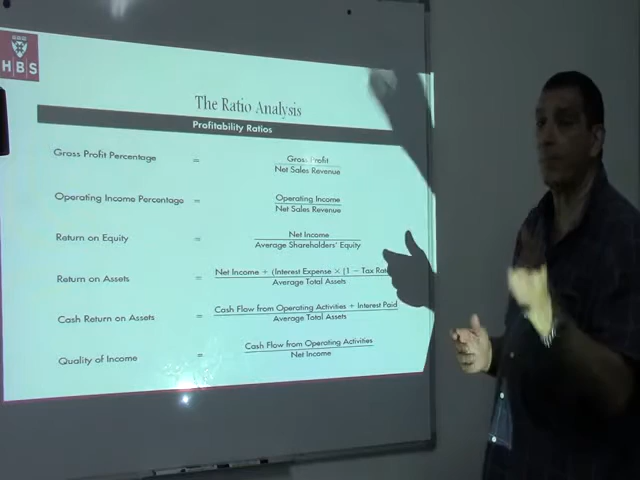 HBS
The Ratio Analysis
Profitability Ratios
Gross Profit Percentage = Gross Profit
Net Sales Revenue
Operating Income Percentage = Operating Income
Net Sales Revenue
Return on Equity = Net Income
Average Shareholders' Equity
Return on Assets = Net Income + (Interest Expense × (1 − Tax
Average Total Assets
Cash Return on Assets = Cash Flow from Operating Activities + Interest Paid
Average Total Assets
Quality of Income = Cash Flow from Operating Activities
Net Income